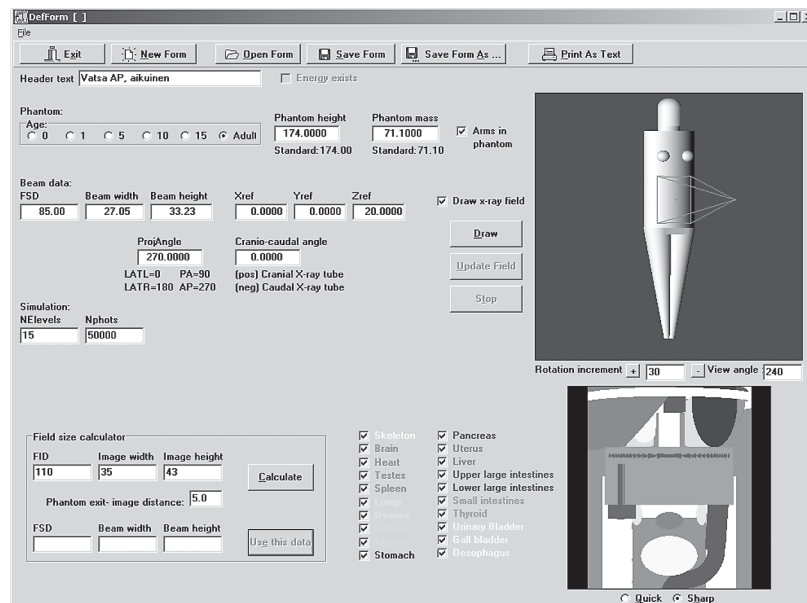 DefForm [ ]
File
Exit New Form Open Form Save Form Save Form As ... Print As Text
Header text Vatsa AP, aikuinen Energy exists
Phantom:
Age:
0 1 5 10 15 Adult
Phantom height Phantom mass
174.0000 71.1000 Arms in phantom
Standard: 174.00 Standard: 71.10
Beam data:
FSD Beam width Beam height Xref Yref Zref
85.00 27.05 33.23 0.0000 0.0000 20.0000
Draw x-ray field
Draw
Update Field
Stop
ProjAngle Cranio-caudal angle
270.0000 0.0000
LATL=0 PA=90 (pos) Cranial X-ray tube
LATR=180 AP=270 (neg) Caudal X-ray tube
Simulation:
NElevels Nphots
15 50000
Rotation increment + 30 - View angle : 240
Field size calculator
FID Image width Image height
110 35 43
Calculate
Phantom exit- image distance: 5.0
FSD Beam width Beam height
Use this data
Skeleton
Brain
Heart
Testes
Spleen
Lungs
Ovaries
Stomach
Pancreas
Uterus
Liver
Upper large intestines
Lower large intestines
Small intestines
Thyroid
Urinary Bladder
Gall bladder
Oesophagus
Quick Sharp